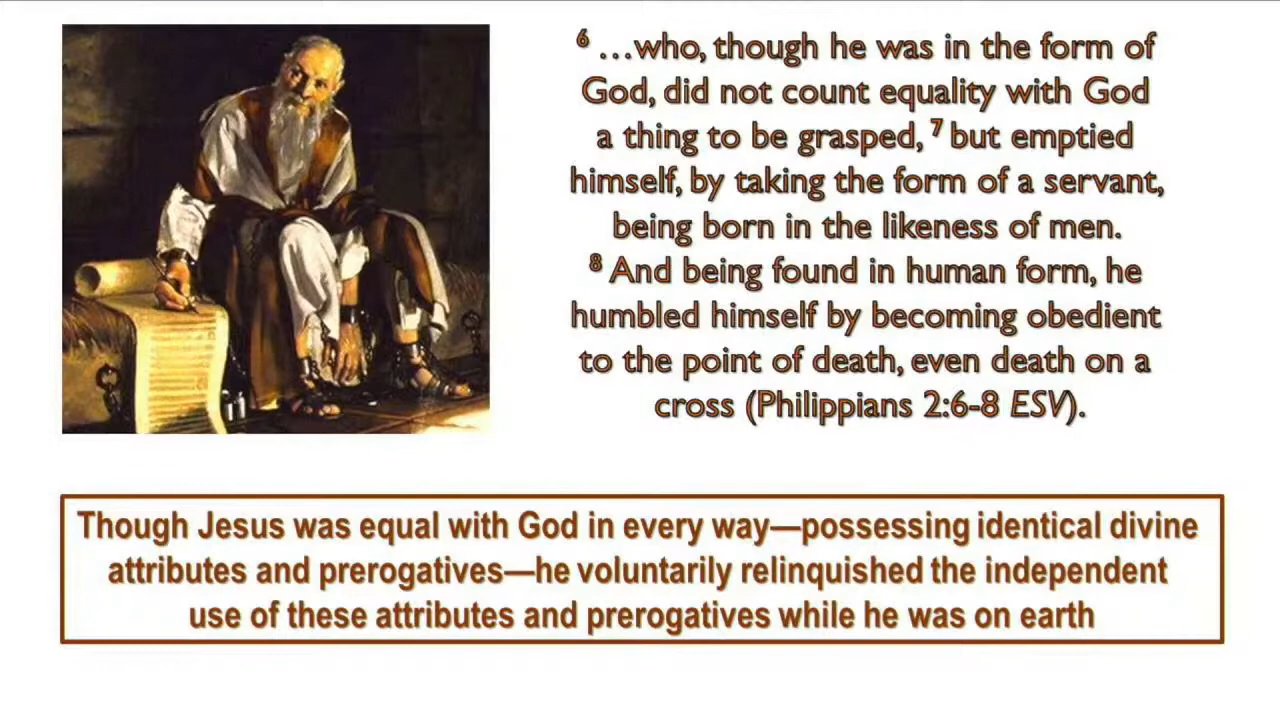 ⁶ …who, though he was in the form of
God, did not count equality with God
a thing to be grasped, ⁷ but emptied
himself, by taking the form of a servant,
being born in the likeness of men.
⁸ And being found in human form, he
humbled himself by becoming obedient
to the point of death, even death on a
cross (Philippians 2:6-8 ESV).
Though Jesus was equal with God in every way—possessing identical divine
attributes and prerogatives—he voluntarily relinquished the independent
use of these attributes and prerogatives while he was on earth